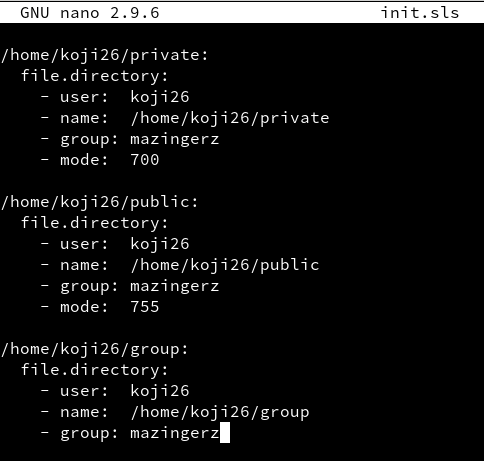 GNU nano 2.9.6 init.sls
/home/koji26/private:
  file.directory:
    - user:  koji26
    - name:  /home/koji26/private
    - group: mazingerz
    - mode:  700

/home/koji26/public:
  file.directory:
    - user:  koji26
    - name:  /home/koji26/public
    - group: mazingerz
    - mode:  755

/home/koji26/group:
  file.directory:
    - user:  koji26
    - name:  /home/koji26/group
    - group: mazingerz